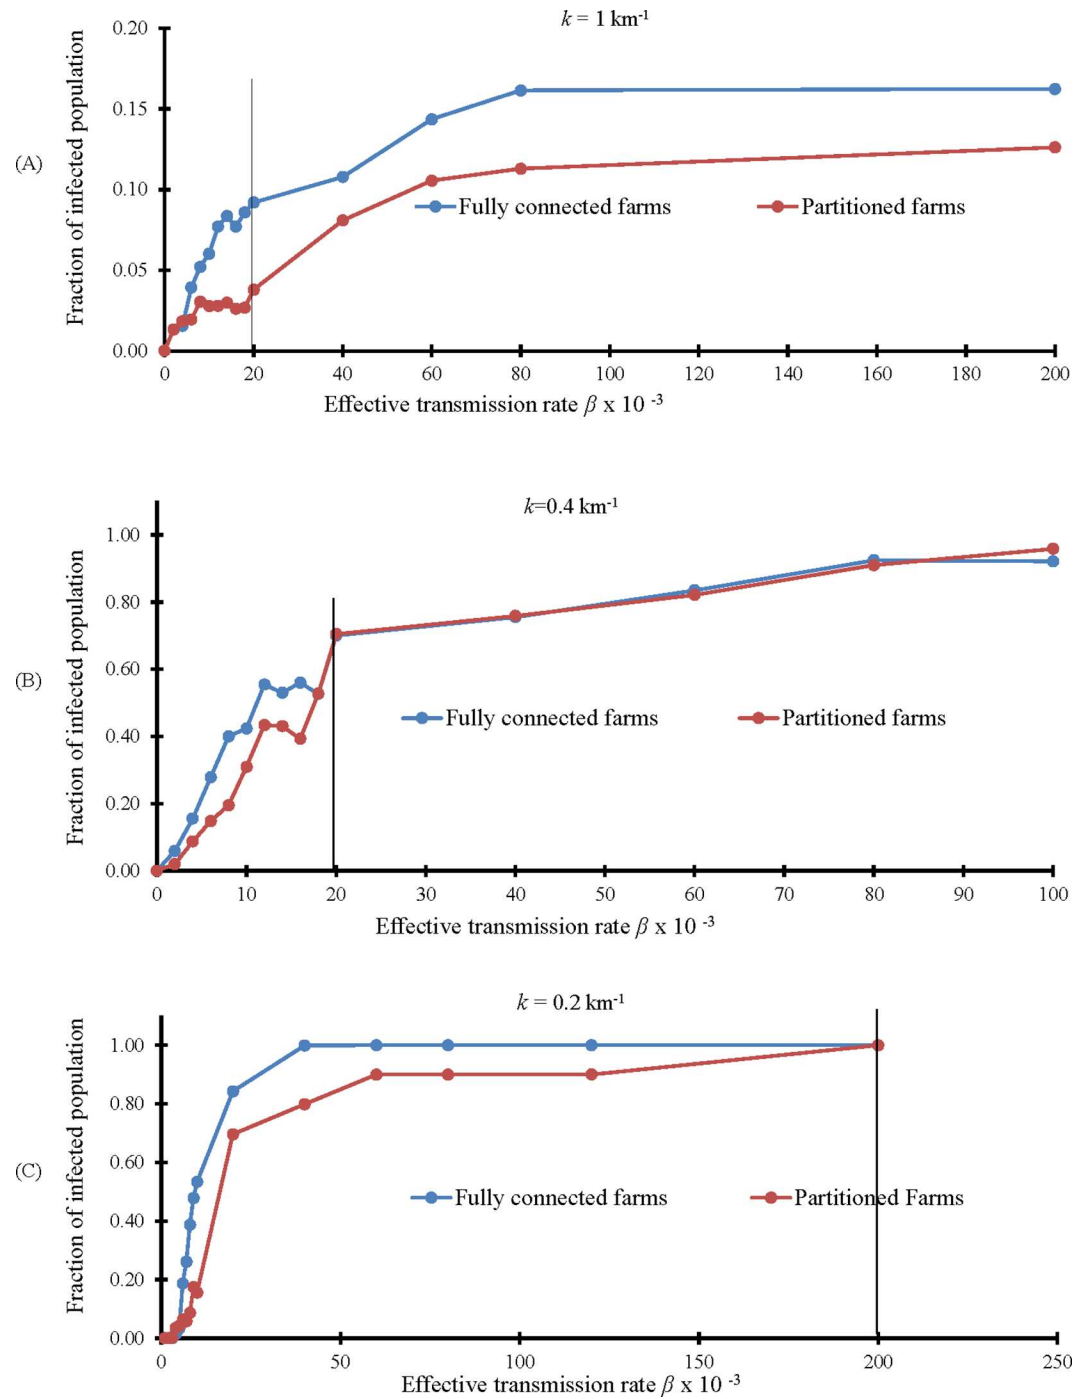 k = 1 km-1
0.20
0.15
0.10
0.05
0.00
Fraction of infected population
(A)
Fully connected farms
Partitioned farms
0 20 40 60 80 100 120 140 160 180 200
Effective transmission rate β x 10 -3
k=0.4 km-1
1.00
0.80
0.60
0.40
0.20
0.00
Fraction of infected population
(B)
Fully connected farms
Partitioned farms
0 10 20 30 40 50 60 70 80 90 100
Effective transmission rate β x 10 -3
k = 0.2 km-1
1.00
0.80
0.60
0.40
0.20
0.00
Fraction of infected population
(C)
Fully connected farms
Partitioned Farms
0 50 100 150 200 250
Effective transmission rate β x 10 -3